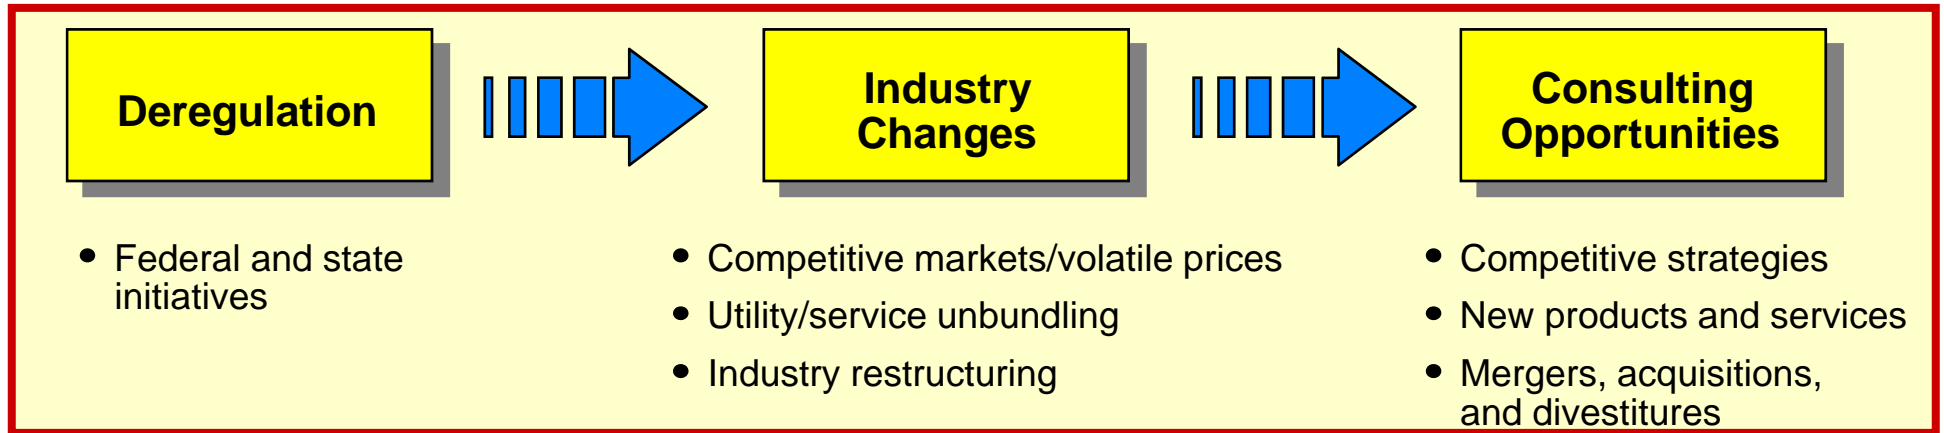 Deregulation
• Federal and state
initiatives
Industry
Changes
• Competitive markets/volatile prices
• Utility/service unbundling
• Industry restructuring
Consulting
Opportunities
• Competitive strategies
• New products and services
• Mergers, acquisitions,
and divestitures